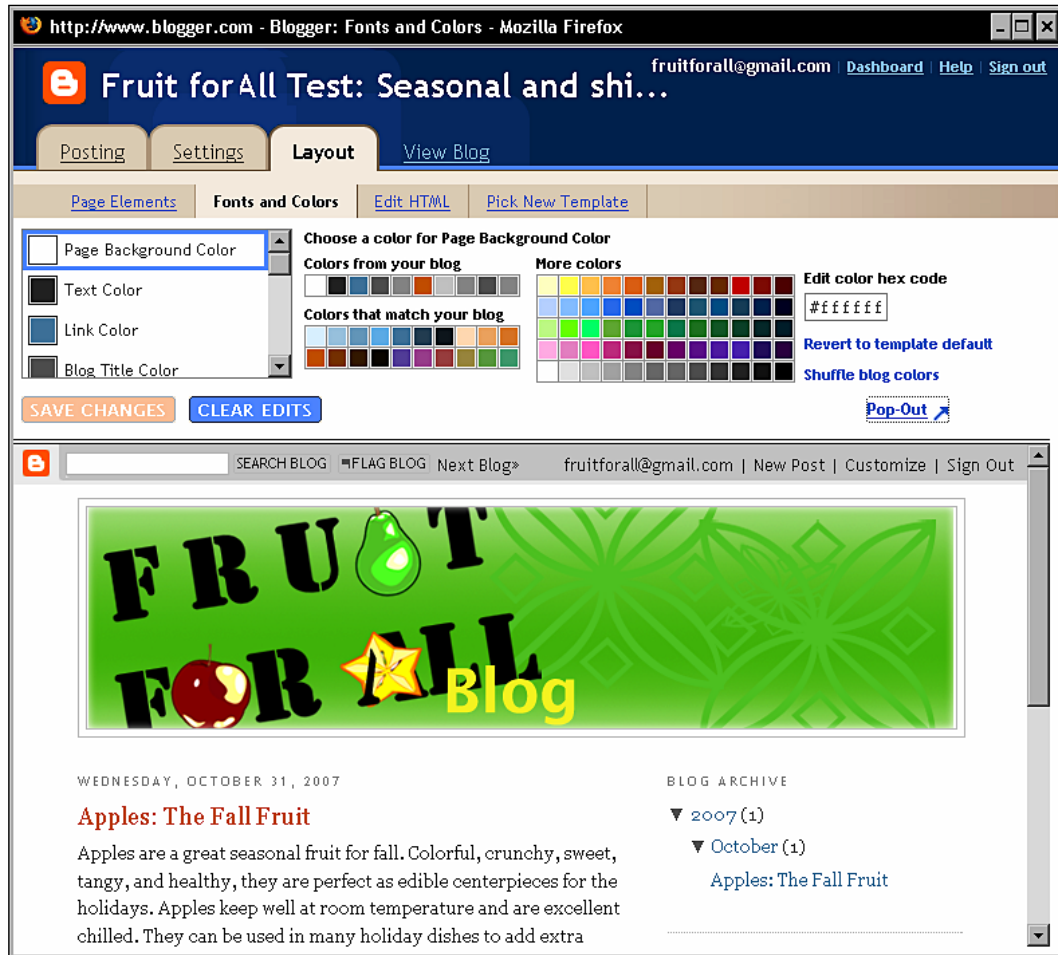 http://www.blogger.com - Blogger: Fonts and Colors - Mozilla Firefox
fruitforall@gmail.com | Dashboard | Help | Sign out
Fruit for All Test: Seasonal and shi...
Posting Settings Layout View Blog
Page Elements Fonts and Colors Edit HTML Pick New Template
Page Background Color
Text Color
Link Color
Blog Title Color
Choose a color for Page Background Color
Colors from your blog
Colors that match your blog
More colors
Edit color hex code
#ffffff
Revert to template default
Shuffle blog colors
SAVE CHANGES CLEAR EDITS
Pop-Out
SEARCH BLOG FLAG BLOG Next Blog» fruitforall@gmail.com | New Post | Customize | Sign Out
FRUIT
FOR ALL
Blog
WEDNESDAY, OCTOBER 31, 2007
Apples: The Fall Fruit
Apples are a great seasonal fruit for fall. Colorful, crunchy, sweet,
tangy, and healthy, they are perfect as edible centerpieces for the
holidays. Apples keep well at room temperature and are excellent
chilled. They can be used in many holiday dishes to add extra
BLOG ARCHIVE
▼ 2007 (1)
▼ October (1)
Apples: The Fall Fruit